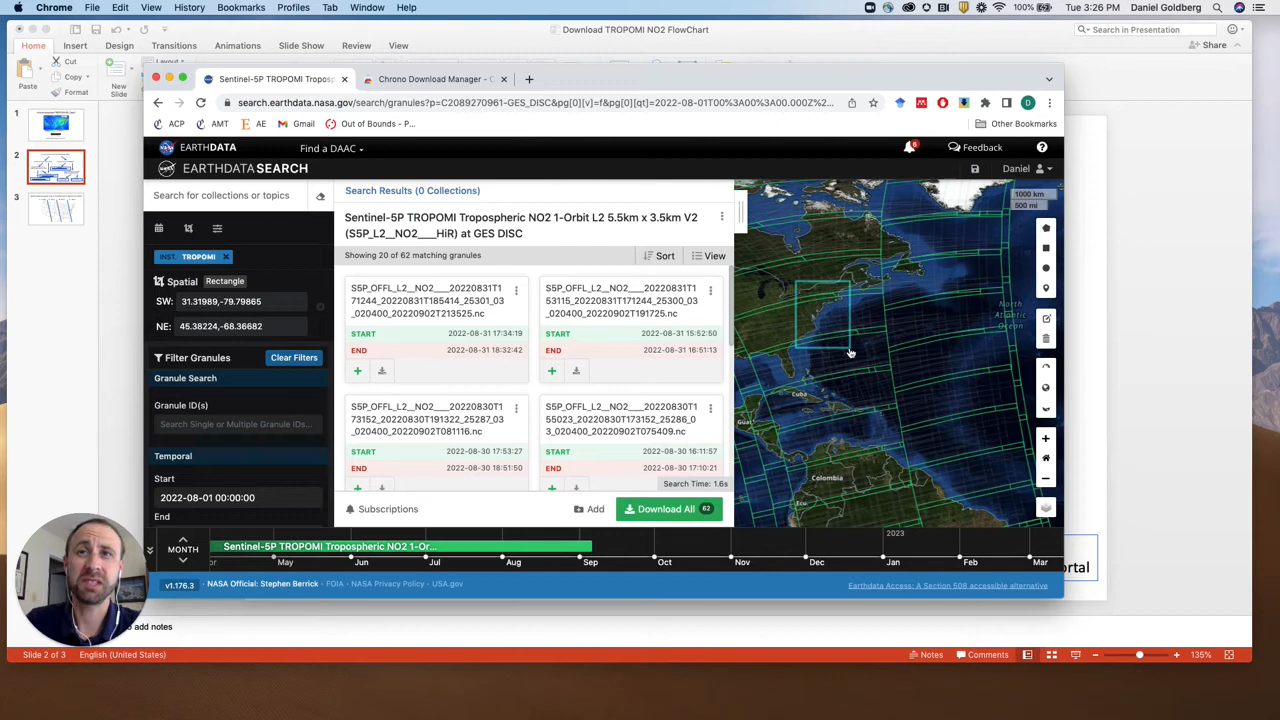 Chrome File Edit View History Bookmarks Profiles Tab Window Help 100% Tue 3:26 PM Daniel Goldberg
Download TROPOMI NO2 FlowChart
Search in Presentation
Home Insert Design Transitions Animations Slide Show Review View
Share
Paste
Cut
Copy
Format
New
Slide
Layout
Sentinel-5P TROPOMI Tropos
Chrono Download Manager - C
search.earthdata.nasa.gov/search/granules?p=C2089270961-GES_DISC&pg[0][v]=f&pg[0][qt]=2022-08-01T00%3A00%3A00.000Z%2...
D
ACP AMT AE Gmail Out of Bounds - P... Other Bookmarks
EARTHDATA
Find a DAAC
6
Feedback
EARTHDATA SEARCH
Daniel
Search for collections or topics
Search Results (0 Collections)
Sentinel-5P TROPOMI Tropospheric NO2 1-Orbit L2 5.5km x 3.5km V2
(S5P_L2__NO2____HiR) at GES DISC
Showing 20 of 62 matching granules
Sort
View
INST. TROPOMI x
Spatial Rectangle
SW: 31.31989,-79.79865
NE: 45.38224,-68.36682
Filter Granules
Clear Filters
Granule Search
Granule ID(s)
Search Single or Multiple Granule IDs...
Temporal
Start
2022-08-01 00:00:00
End
S5P_OFFL_L2__NO2____20220831T1
71244_20220831T185414_25301_03
_020400_20220902T213525.nc
START 2022-08-31 17:34:19
END 2022-08-31 18:32:42
S5P_OFFL_L2__NO2____20220831T1
53115_20220831T171244_25300_03
_020400_20220902T191725.nc
START 2022-08-31 15:52:50
END 2022-08-31 16:51:13
S5P_OFFL_L2__NO2____20220830T1
73152_20220830T191322_25287_03
_020400_20220902T081116.nc
START 2022-08-30 17:53:27
END 2022-08-30 18:51:50
S5P_OFFL_L2__NO2____20220830T1
55023_20220830T173152_25286_0
3_020400_20220902T075409.nc
START 2022-08-30 16:11:57
END 2022-08-30 17:10:21
Search Time: 1.6s
Subscriptions
Add
Download All 62
1000 km
500 mi
North
Atlantic
Ocean
Cuba
Colombia
MONTH
Sentinel-5P TROPOMI Tropospheric NO2 1-Or...
2023
May Jun Jul Aug Sep Oct Nov Dec Jan Feb Mar
v1.176.3
NASA Official: Stephen Berrick FOIA NASA Privacy Policy USA.gov
Earthdata Access: A Section 508 accessible alternative
1
2
3
add notes
Slide 2 of 3 English (United States) Notes Comments 135%